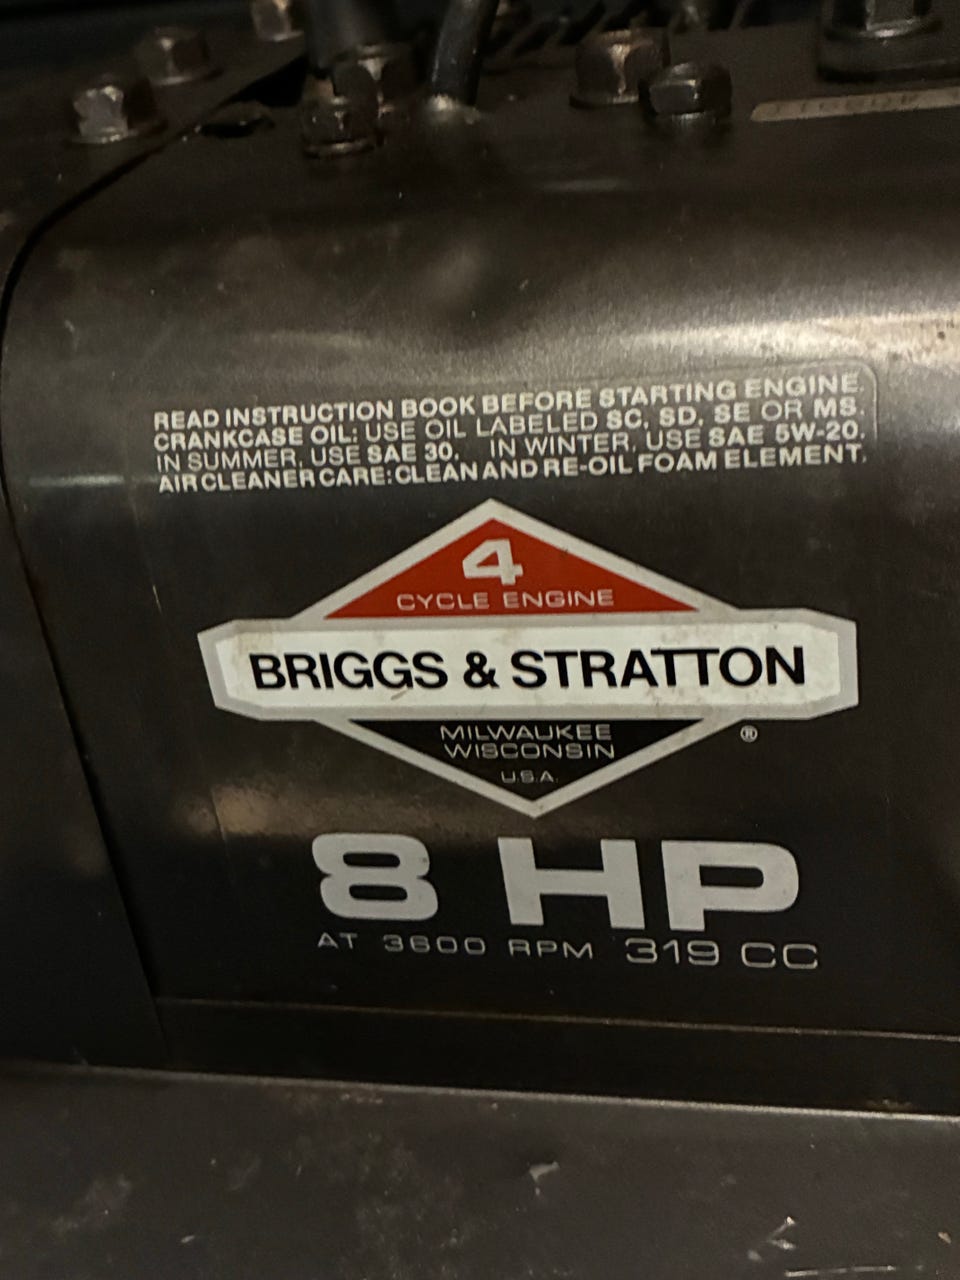 READ INSTRUCTION BOOK BEFORE STARTING ENGINE.
CRANKCASE OIL: USE OIL LABELED SC, SD, SE OR MS.
IN SUMMER, USE SAE 30. IN WINTER, USE SAE 5W-20.
AIR CLEANER CARE: CLEAN AND RE-OIL FOAM ELEMENT.
4
CYCLE ENGINE
BRIGGS & STRATTON
MILWAUKEE
WISCONSIN
U.S.A.
®
8 HP
AT 3600 RPM 319 CC